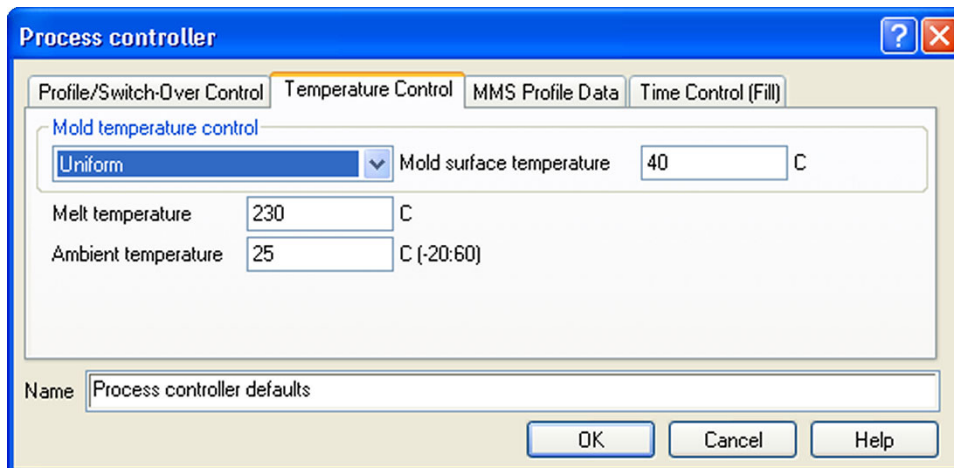 Process controller
Profile/Switch-Over Control Temperature Control MMS Profile Data Time Control (Fill)
Mold temperature control
Uniform Mold surface temperature 40 C
Melt temperature 230 C
Ambient temperature 25 C (-20:60)
Name Process controller defaults
OK Cancel Help